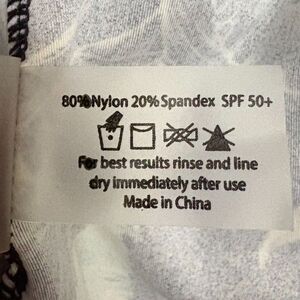 80% Nylon 20% Spandex SPF 50+
For best results rinse and line
dry immediately after use
Made in China